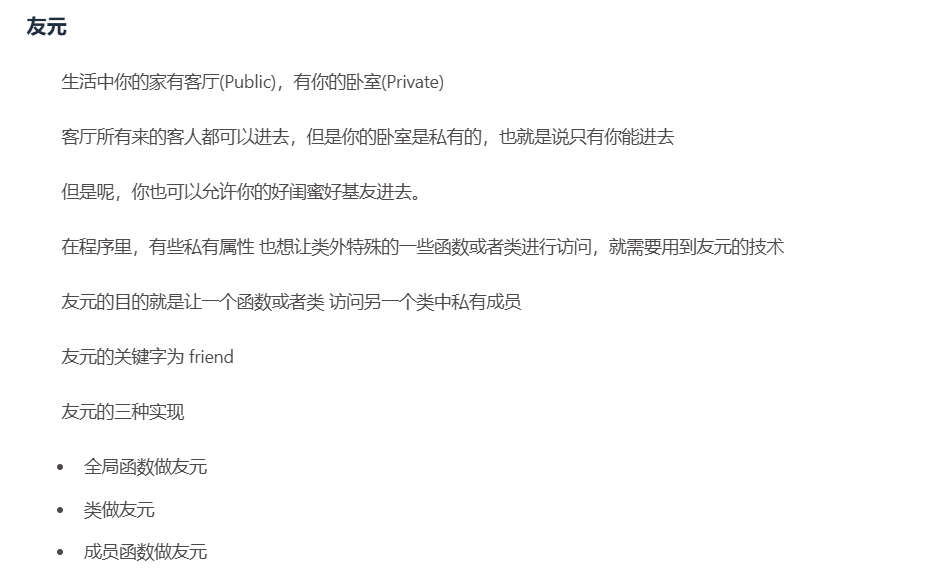 友元
生活中你的家有客厅(Public)，有你的卧室(Private)
客厅所有来的客人都可以进去，但是你的卧室是私有的，也就是说只有你能进去
但是呢，你也可以允许你的好闺蜜好基友进去。
在程序里，有些私有属性 也想让类外特殊的一些函数或者类进行访问，就需要用到友元的技术
友元的目的就是让一个函数或者类 访问另一个类中私有成员
友元的关键字为 friend
友元的三种实现
• 全局函数做友元
• 类做友元
• 成员函数做友元